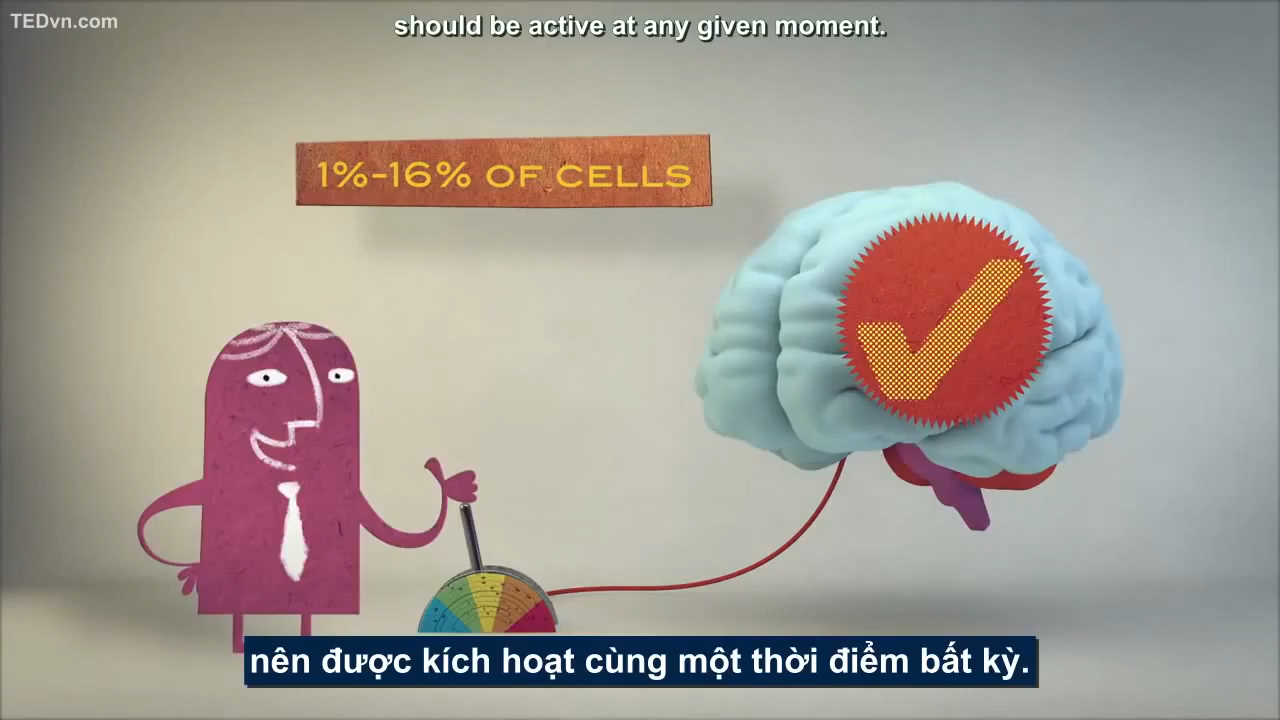 TEDvn.com
should be active at any given moment.
1%-16% OF CELLS
nên được kích hoạt cùng một thời điểm bất kỳ.